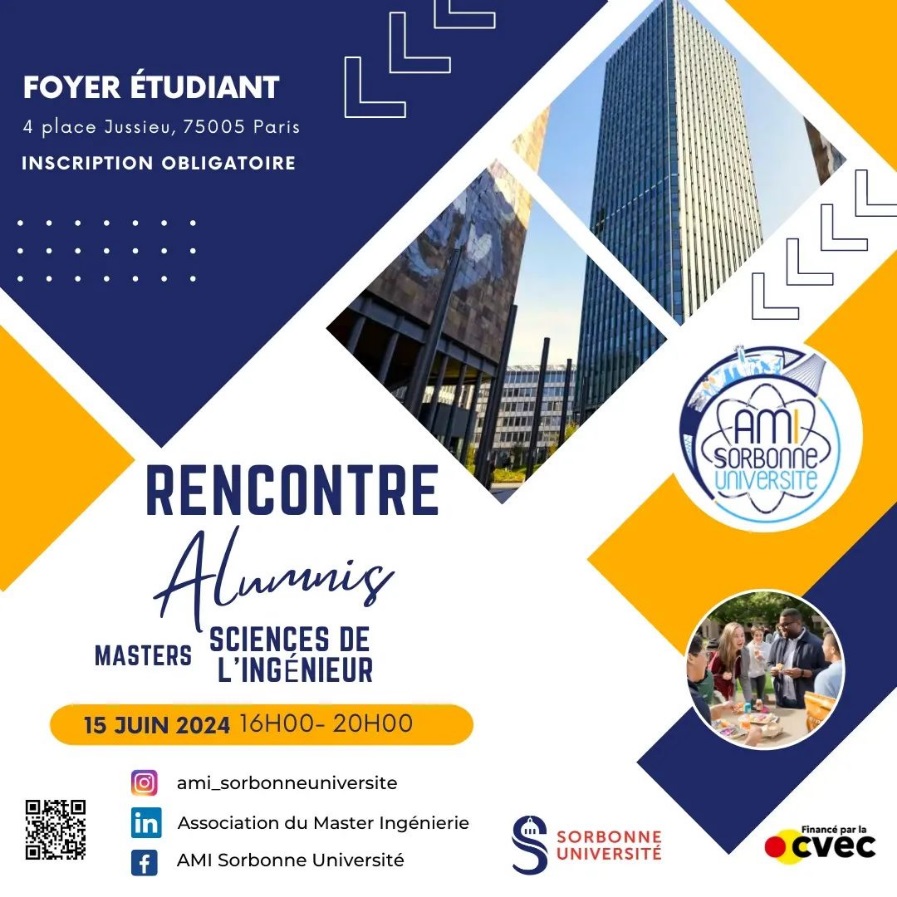 FOYER ÉTUDIANT
4 place Jussieu, 75005 Paris
INSCRIPTION OBLIGATOIRE
AMI
SORBONNE
UNIVERSITE
RENCONTRE
Alumnis
MASTERS SCIENCES DE
L'INGÉNIEUR
15 JUIN 2024 16H00- 20H00
ami_sorbonneuniversite
Association du Master Ingénierie
AMI Sorbonne Université
SORBONNE
UNIVERSITÉ
Financé par la
cvec